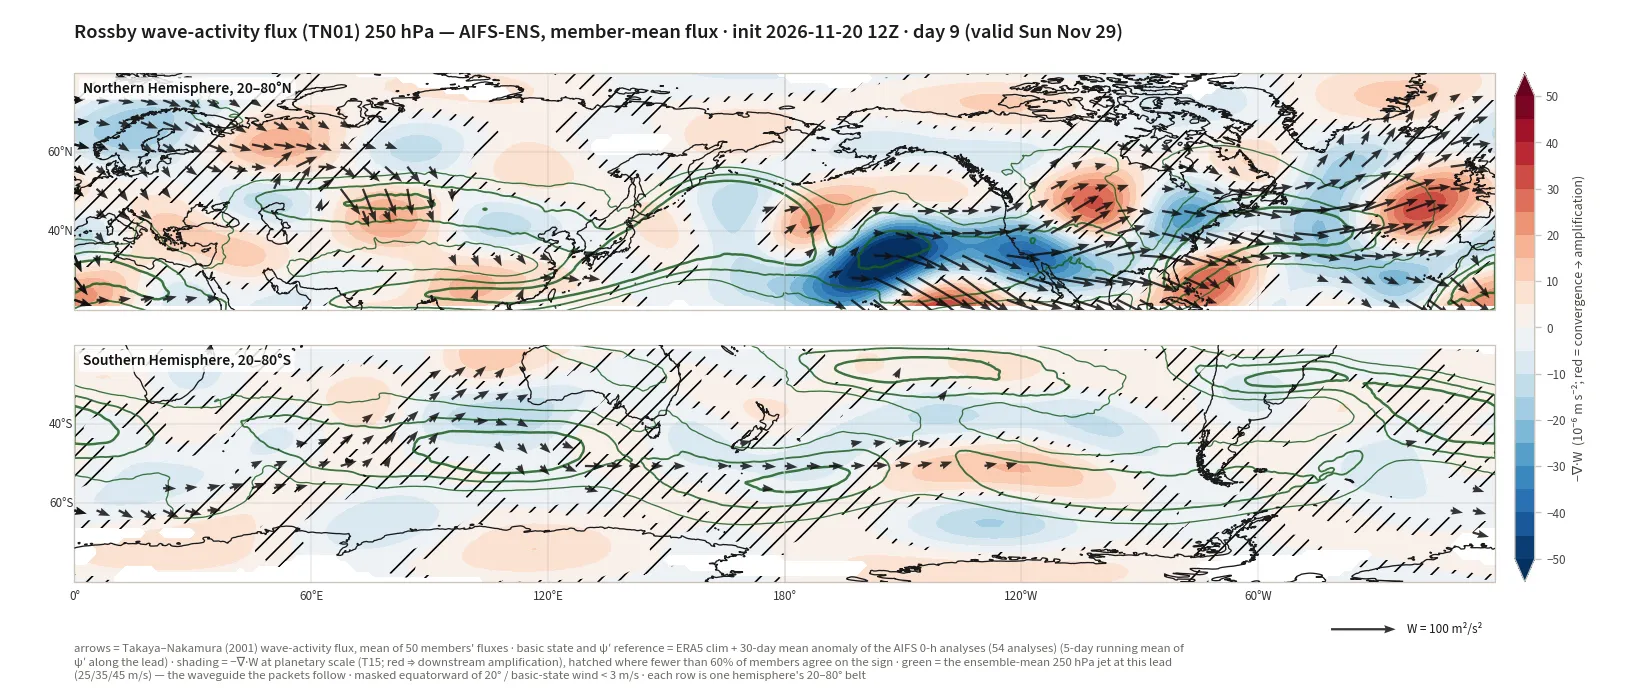 Rossby wave-activity flux (TN01) 250 hPa — AIFS-ENS, member-mean flux · init 2026-11-20 12Z · day 9 (valid Sun Nov 29)
Northern Hemisphere, 20–80°N
60°N
40°N
Southern Hemisphere, 20–80°S
40°S
60°S
0°
60°E
120°E
180°
120°W
60°W
50
40
30
20
10
0
−10
−20
−30
−40
−50
−∇·W (10⁻⁶ m s⁻²; red = convergence → amplification)
W = 100 m²/s²
arrows = Takaya–Nakamura (2001) wave-activity flux, mean of 50 members' fluxes · basic state and ψ' reference = ERA5 clim + 30-day mean anomaly of the AIFS 0-h analyses (54 analyses) (5-day running mean of
ψ' along the lead) · shading = −∇·W at planetary scale (T15; red ⇒ downstream amplification), hatched where fewer than 60% of members agree on the sign · green = the ensemble-mean 250 hPa jet at this lead
(25/35/45 m/s) — the waveguide the packets follow · masked equatorward of 20° / basic-state wind < 3 m/s · each row is one hemisphere's 20–80° belt